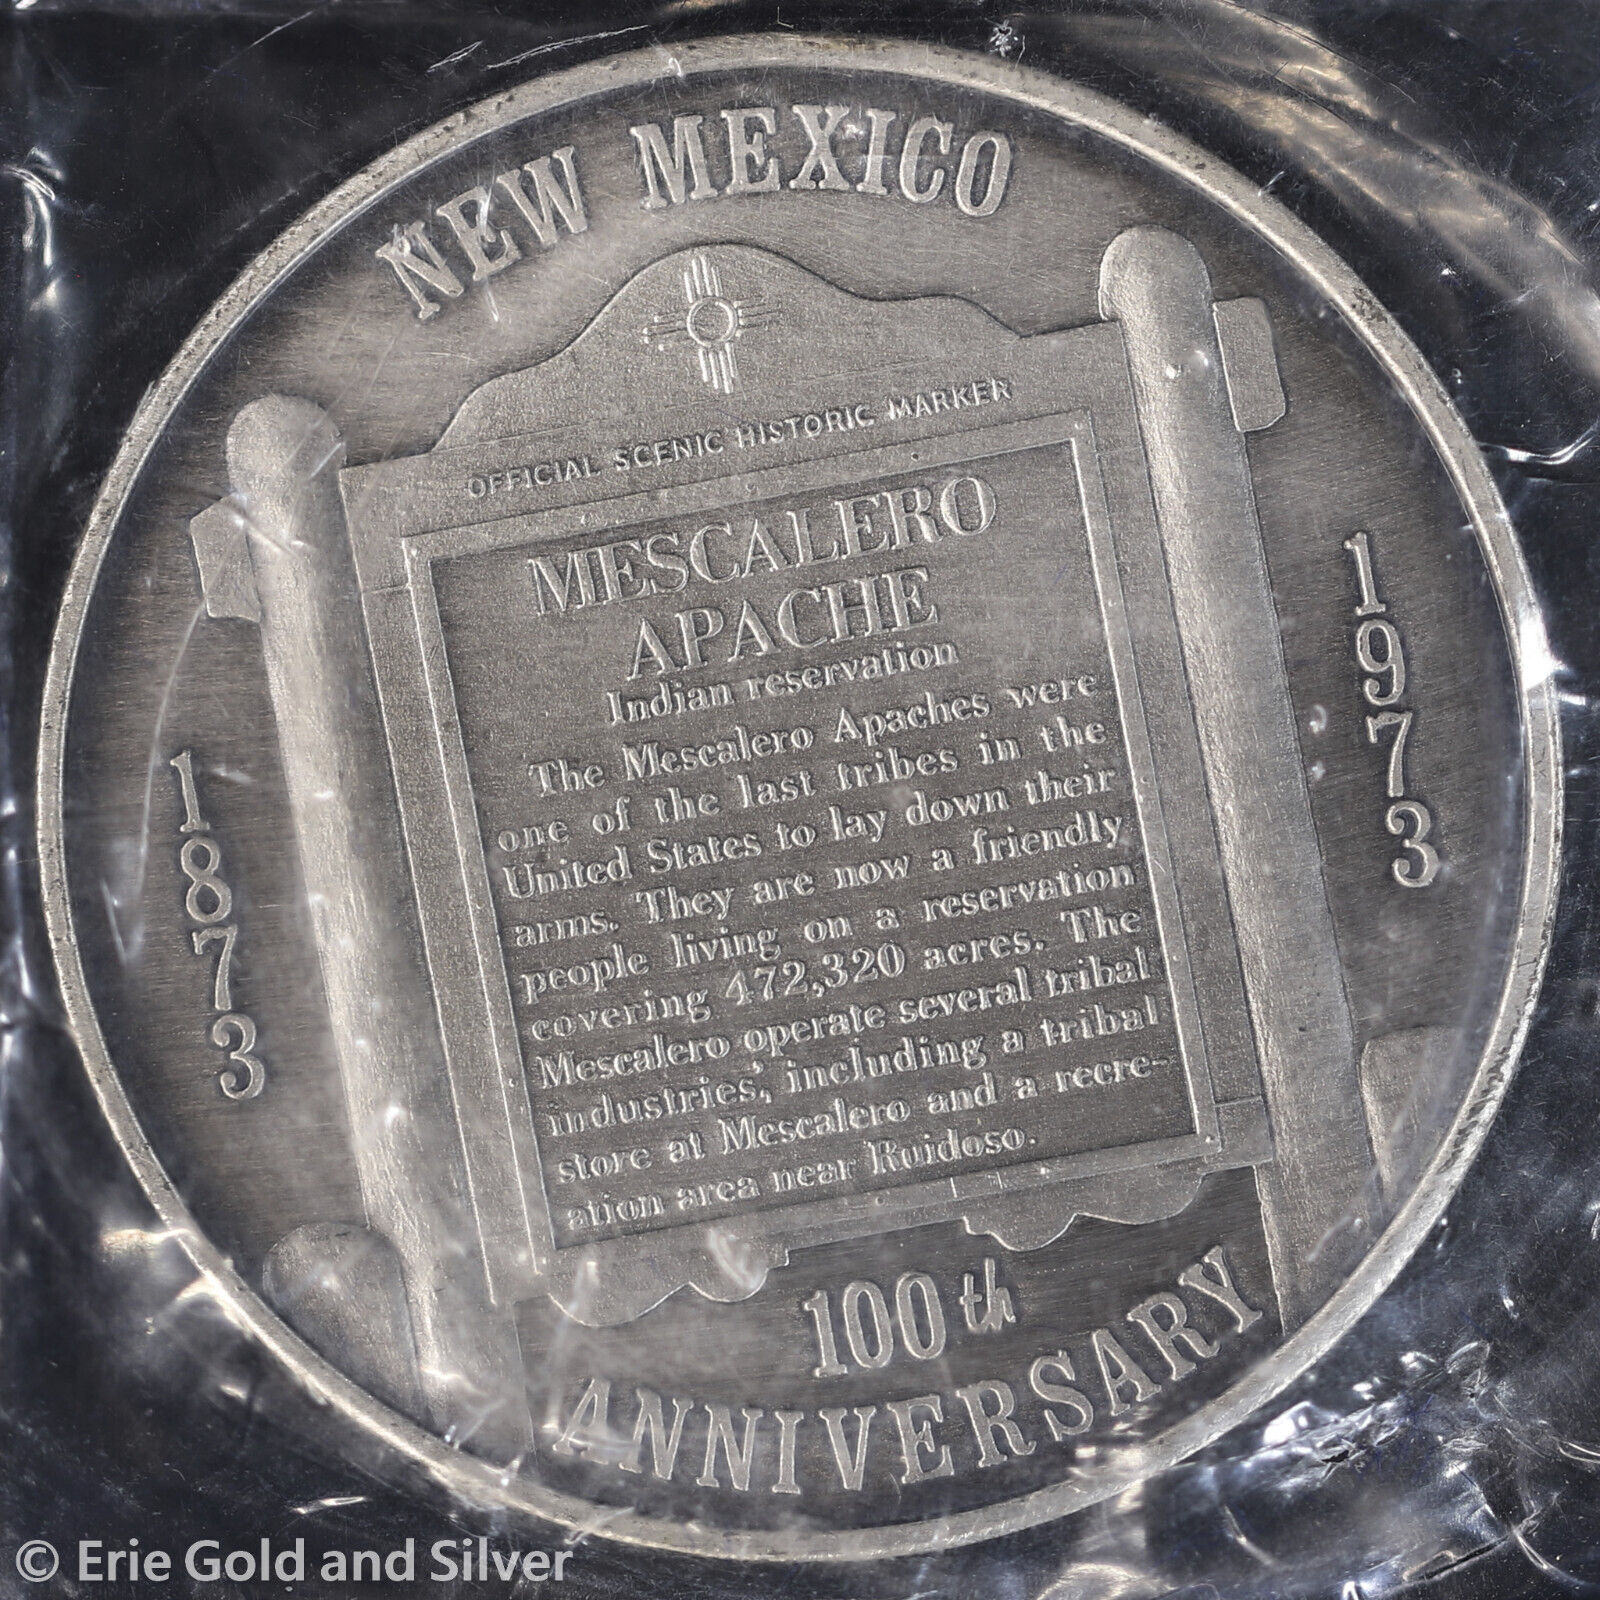 NEW MEXICO
OFFICIAL SCENIC HISTORIC MARKER
MESCALERO
APACHE
Indian reservation
The Mescalero Apaches were
one of the last tribes in the
United States to lay down their
arms. They are now a friendly
people living on a reservation
covering 472,320 acres. The
Mescalero operate several tribal
industries, including a tribal
store at Mescalero and a recre-
ation area near Ruidoso.
1873
1973
100th
ANNIVERSARY
© Erie Gold and Silver